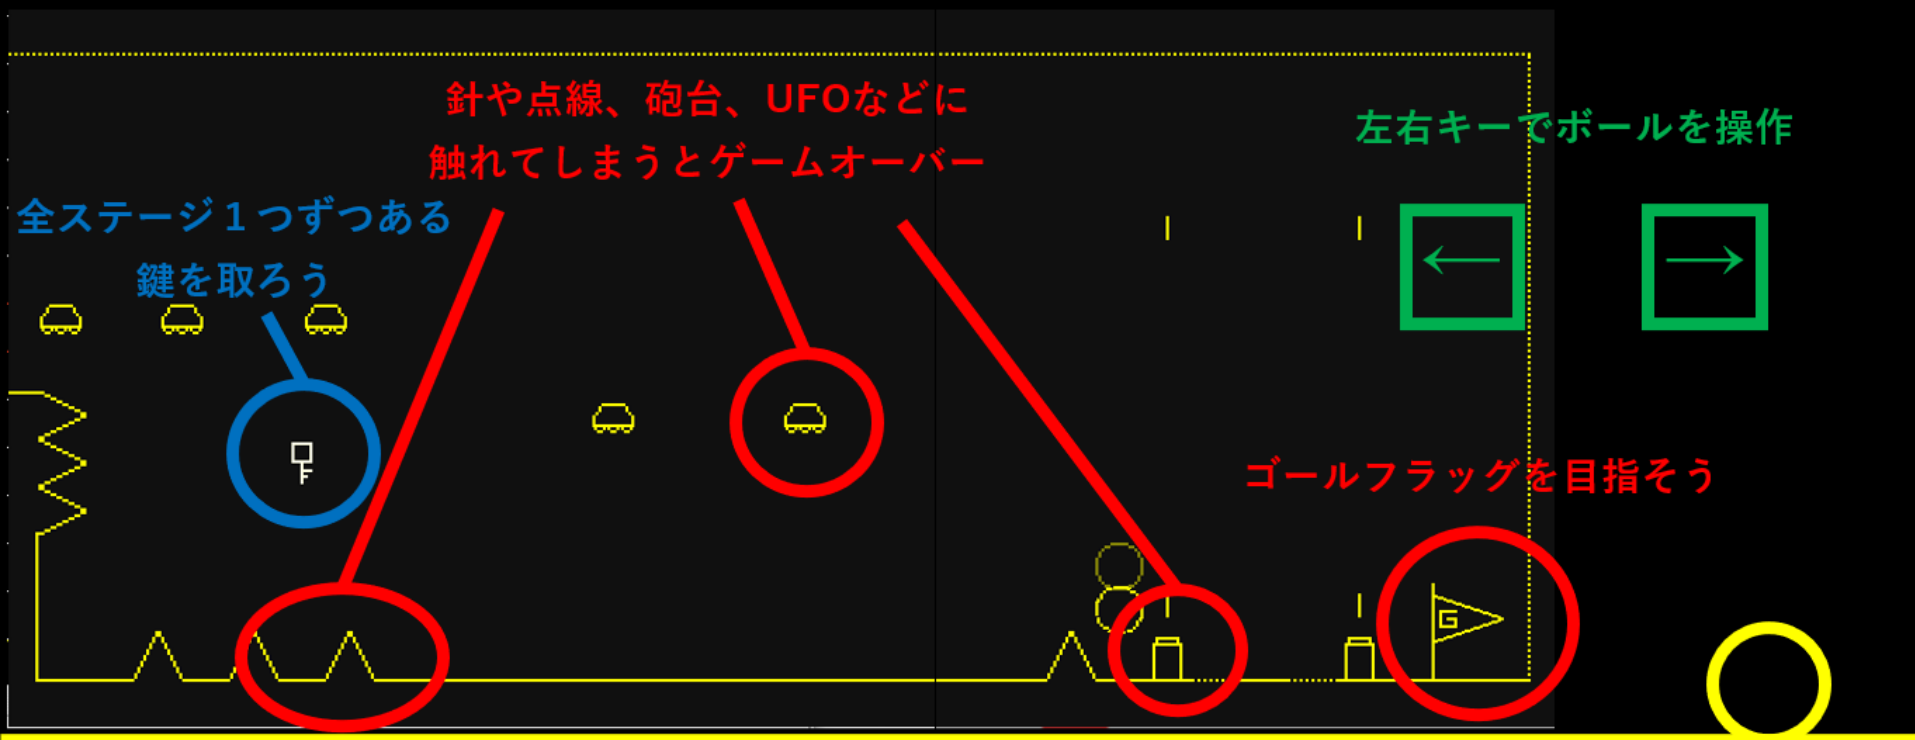 針や点線、砲台、UFOなどに
触れてしまうとゲームオーバー
左右キーでボールを操作
全ステージ１つずつある
鍵を取ろう
← →
ゴールフラッグを目指そう
G